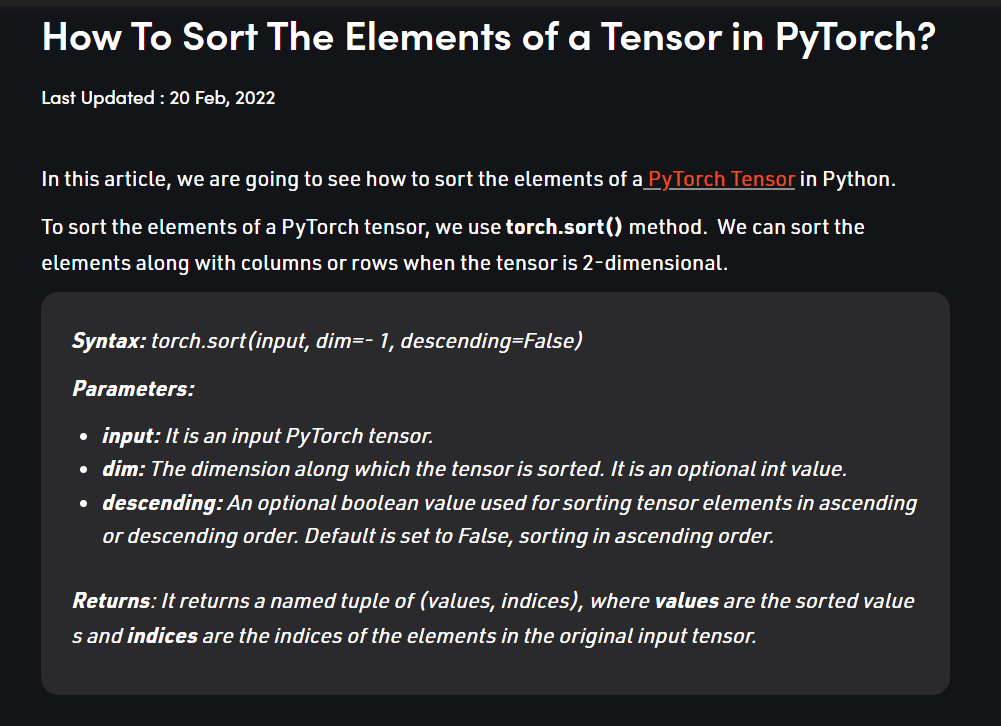 How To Sort The Elements of a Tensor in PyTorch?
Last Updated : 20 Feb, 2022
In this article, we are going to see how to sort the elements of a PyTorch Tensor in Python.
To sort the elements of a PyTorch tensor, we use torch.sort() method.  We can sort the
elements along with columns or rows when the tensor is 2-dimensional.
Syntax: torch.sort(input, dim=- 1, descending=False)
Parameters:
• input: It is an input PyTorch tensor.
• dim: The dimension along which the tensor is sorted. It is an optional int value.
• descending: An optional boolean value used for sorting tensor elements in ascending
or descending order. Default is set to False, sorting in ascending order.
Returns: It returns a named tuple of (values, indices), where values are the sorted value
s and indices are the indices of the elements in the original input tensor.